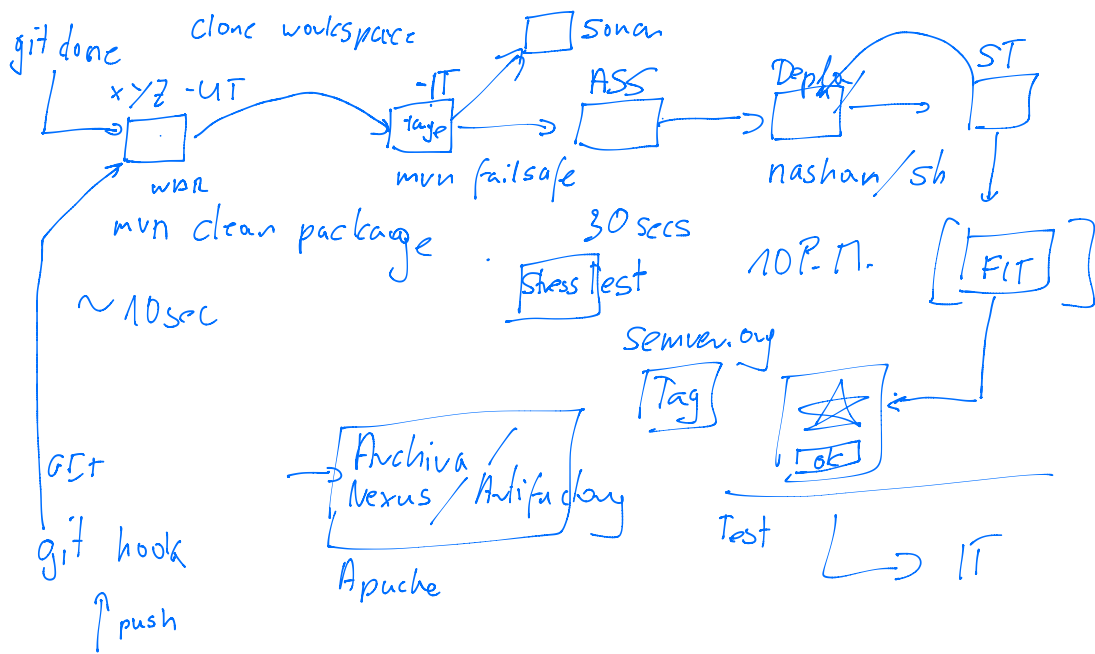 clone workspace
Sonar
git clone
ST
xYZ -UT
-IT
ASS
Deploy
WAR
mvn failsafe
nashorn/sh
mvn clean package
30 secs
10 P.M.
FIT
Stress Test
~10sec
semver.org
Tag
ok
Archiva /
Nexus / Artifactory
GIT
Test
git hook
IT
Apache
push